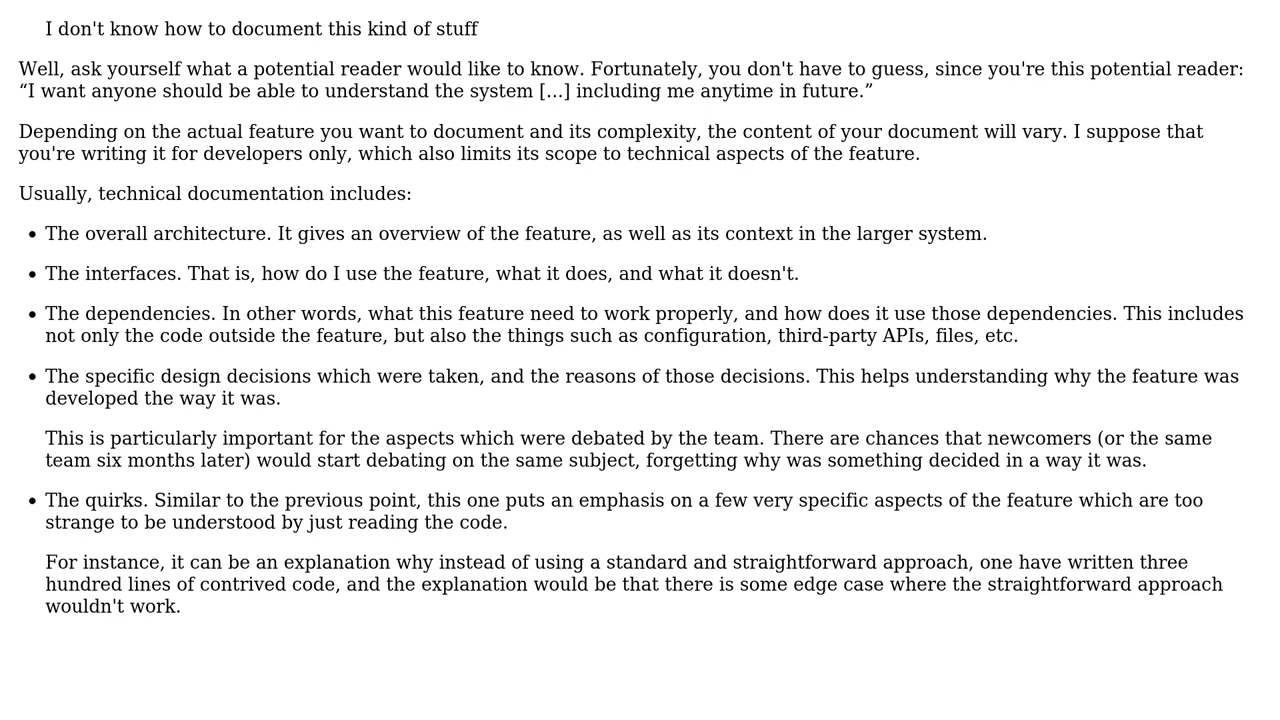 I don't know how to document this kind of stuff
Well, ask yourself what a potential reader would like to know. Fortunately, you don't have to guess, since you're this potential reader:
“I want anyone should be able to understand the system [...] including me anytime in future.”
Depending on the actual feature you want to document and its complexity, the content of your document will vary. I suppose that
you're writing it for developers only, which also limits its scope to technical aspects of the feature.
Usually, technical documentation includes:
• The overall architecture. It gives an overview of the feature, as well as its context in the larger system.
• The interfaces. That is, how do I use the feature, what it does, and what it doesn't.
• The dependencies. In other words, what this feature need to work properly, and how does it use those dependencies. This includes
not only the code outside the feature, but also the things such as configuration, third-party APIs, files, etc.
• The specific design decisions which were taken, and the reasons of those decisions. This helps understanding why the feature was
developed the way it was.
This is particularly important for the aspects which were debated by the team. There are chances that newcomers (or the same
team six months later) would start debating on the same subject, forgetting why was something decided in a way it was.
• The quirks. Similar to the previous point, this one puts an emphasis on a few very specific aspects of the feature which are too
strange to be understood by just reading the code.
For instance, it can be an explanation why instead of using a standard and straightforward approach, one have written three
hundred lines of contrived code, and the explanation would be that there is some edge case where the straightforward approach
wouldn't work.